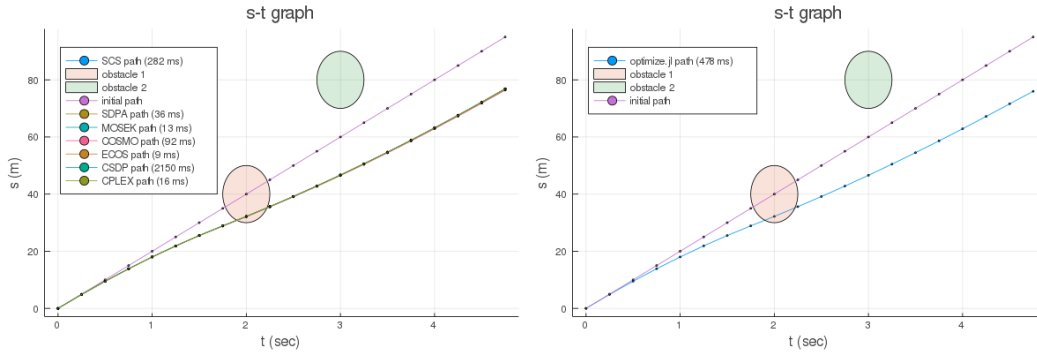 s-t graph
SCS path (282 ms)
obstacle 1
obstacle 2
initial path
SDPA path (36 ms)
MOSEK path (13 ms)
COSMO path (92 ms)
ECOS path (9 ms)
CSDP path (2150 ms)
CPLEX path (16 ms)
s (m)
80
60
40
20
0
0 1 2 3 4
t (sec)
s-t graph
optimize.jl path (478 ms)
obstacle 1
obstacle 2
initial path
s (m)
80
60
40
20
0
0 1 2 3 4
t (sec)